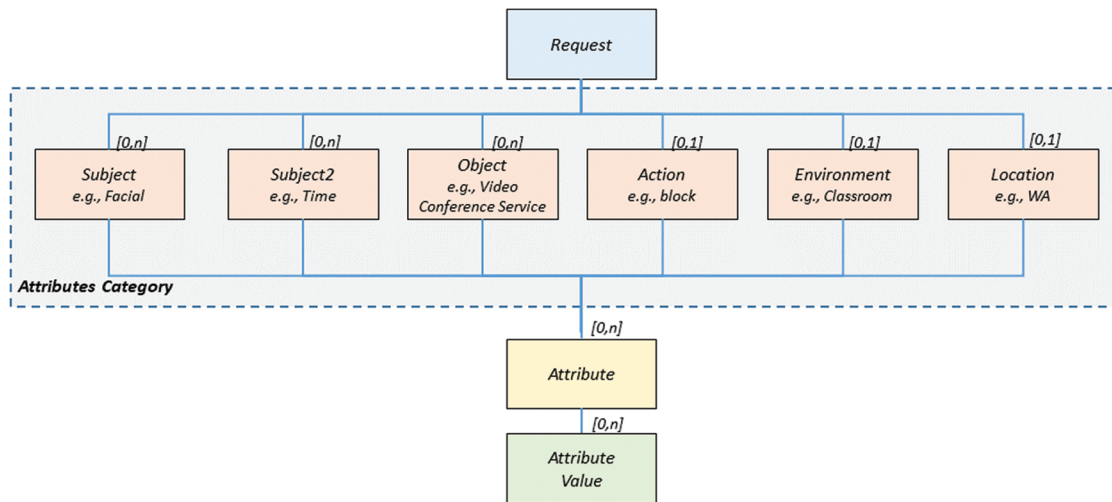 Request
[0,n]
[0,n]
[0,n]
[0,1]
[0,1]
[0,1]
Subject
e.g., Facial
Subject2
e.g., Time
Object
e.g., Video
Conference Service
Action
e.g., block
Environment
e.g., Classroom
Location
e.g., WA
Attributes Category
[0,n]
Attribute
[0,n]
Attribute
Value